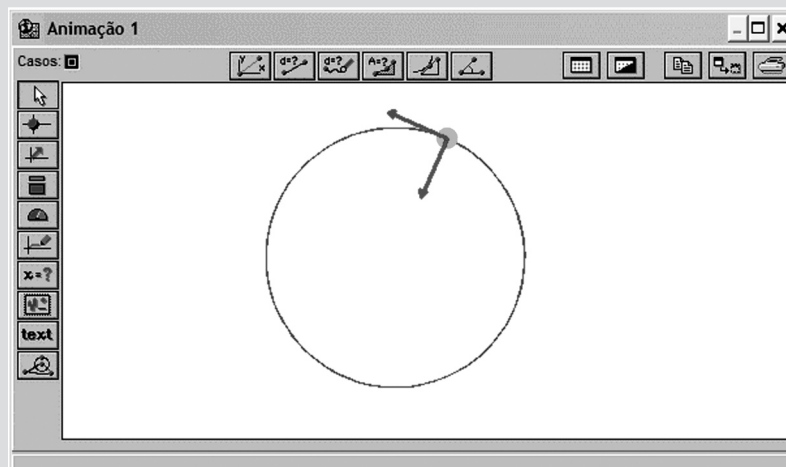 Animação 1
Casos:
y x
d=?
d=?
A=?
x=?
text